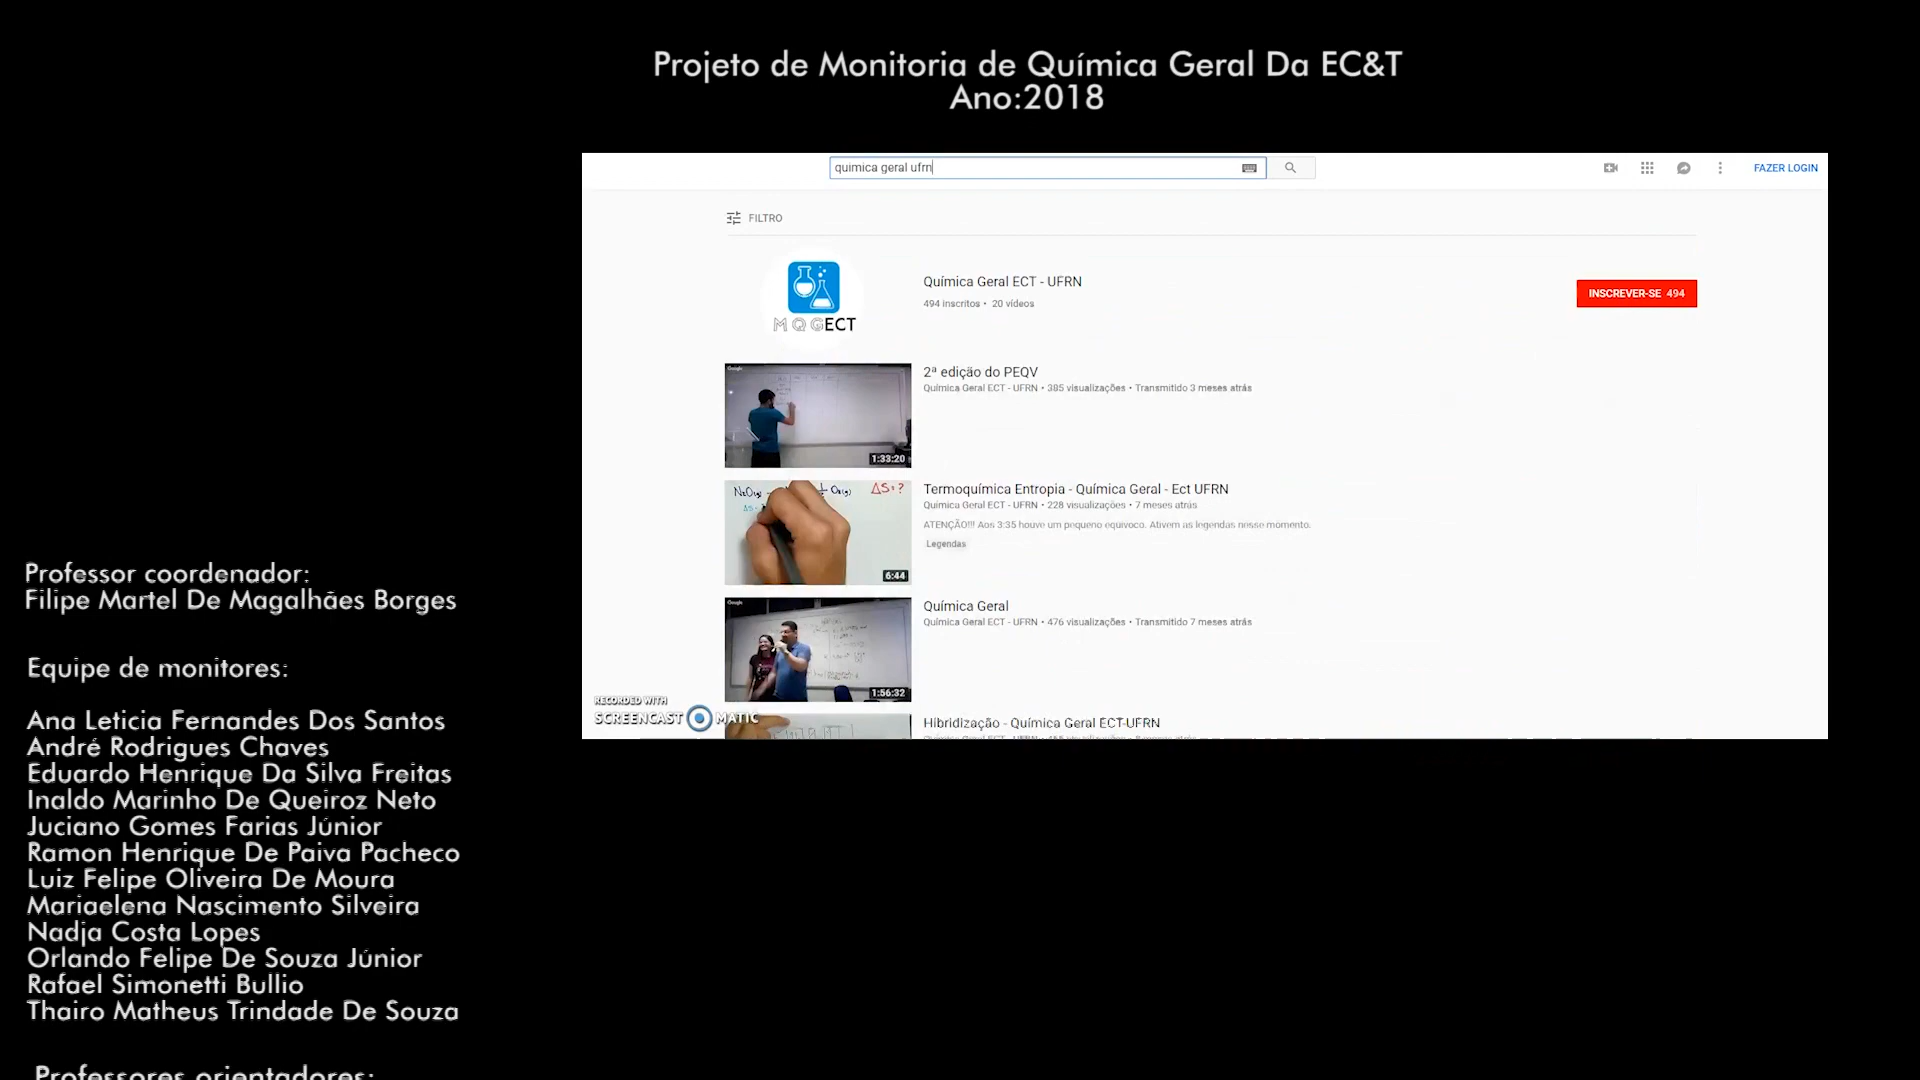 Projeto de Monitoria de Química Geral Da EC&T
Ano:2018
quimica geral ufrn
FAZER LOGIN
FILTRO
MQGECT
Química Geral ECT - UFRN
494 inscritos • 20 vídeos
INSCREVER-SE 494
Google
1:33:20
2ª edição do PEQV
Química Geral ECT - UFRN • 385 visualizações • Transmitido 3 meses atrás
ΔS=?
6:44
Termoquímica Entropia - Química Geral - Ect UFRN
Química Geral ECT - UFRN • 228 visualizações • 7 meses atrás
ATENÇÃO!!! Aos 3:35 houve um pequeno equivoco. Ativem as legendas nesse momento.
Legendas
Google
1:56:32
Química Geral
Química Geral ECT - UFRN • 476 visualizações • Transmitido 7 meses atrás
Hibridização - Química Geral ECT-UFRN
RECORDED WITH
SCREENCAST MATIC
Professor coordenador:
Filipe Martel De Magalhães Borges
Equipe de monitores:
Ana Leticia Fernandes Dos Santos
André Rodrigues Chaves
Eduardo Henrique Da Silva Freitas
Inaldo Marinho De Queiroz Neto
Juciano Gomes Farias Júnior
Ramon Henrique De Paiva Pacheco
Luiz Felipe Oliveira De Moura
Mariaelena Nascimento Silveira
Nadja Costa Lopes
Orlando Felipe De Souza Júnior
Rafael Simonetti Bullio
Thairo Matheus Trindade De Souza
Professores orientadores: